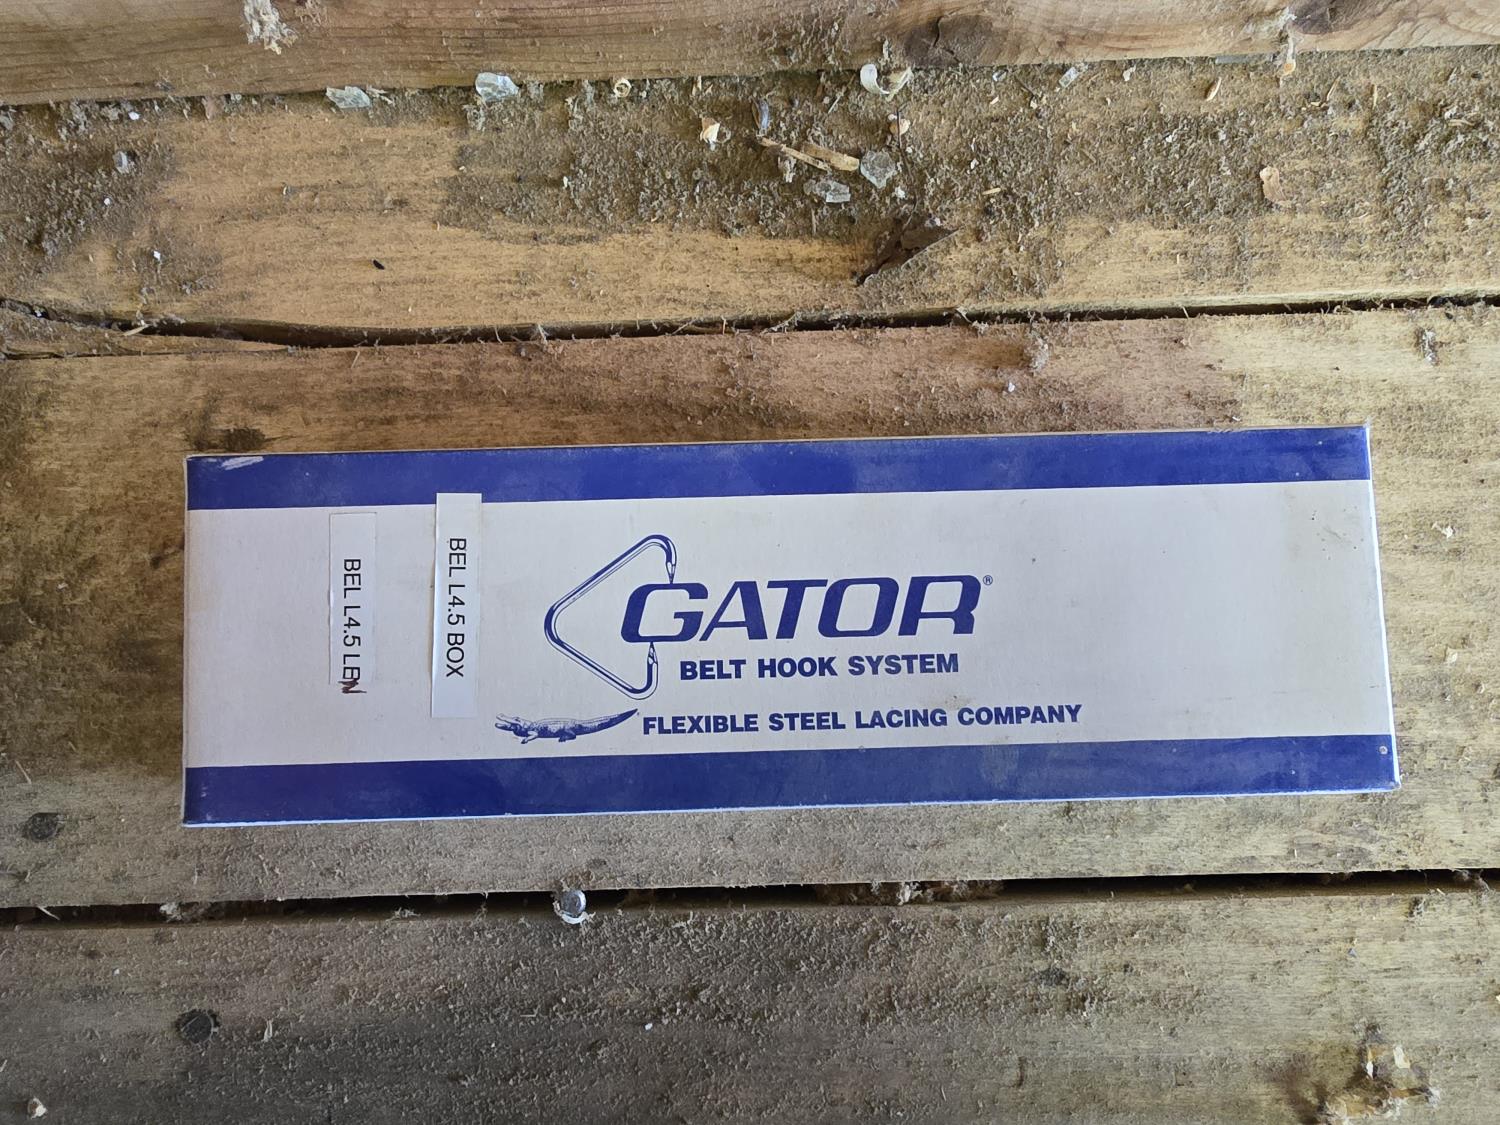 BEL L4.5 LEN
BEL L4.5 BOX
GATOR®
BELT HOOK SYSTEM
FLEXIBLE STEEL LACING COMPANY